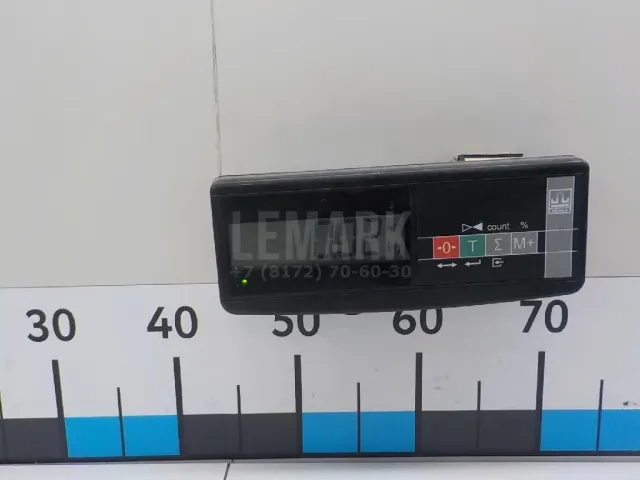 LEMARK
+7 (8172) 70-60-30
count %
→0← T Σ M+
30 40 50 60 70